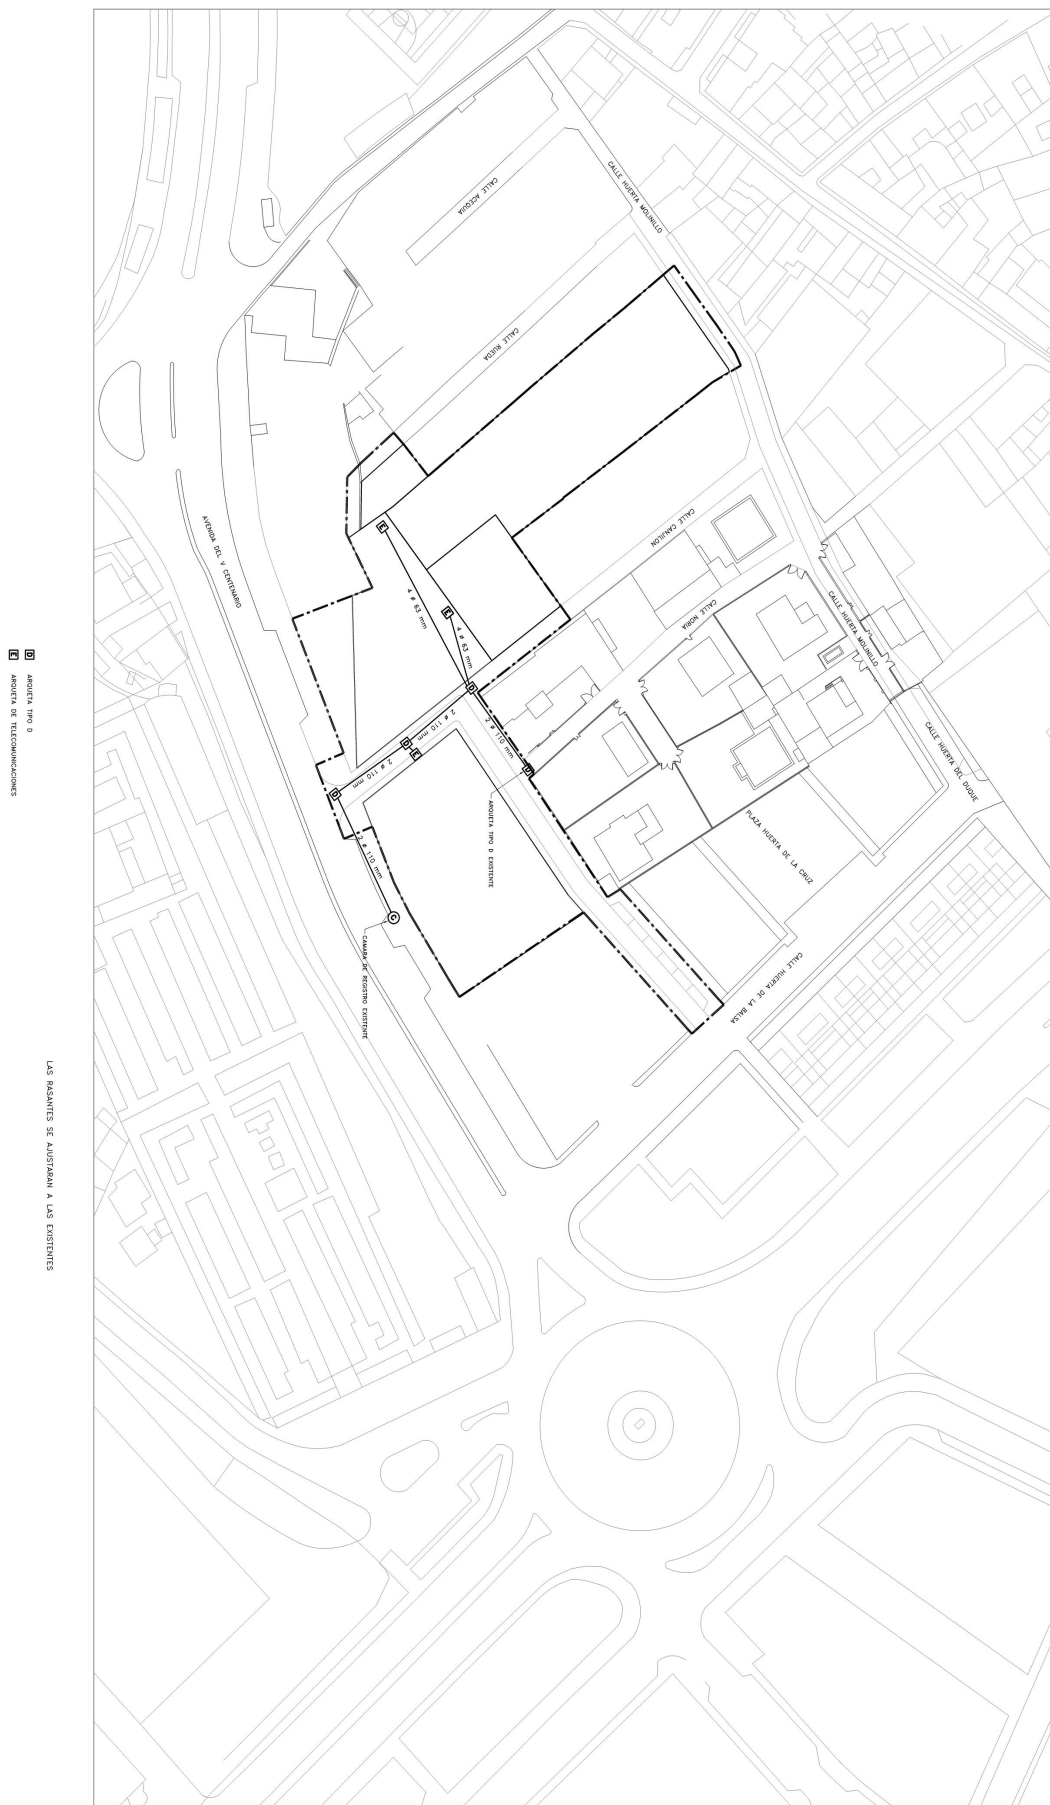 CALLE ACEQUIA
CALLE HUERTA MOLINILLO
CALLE RUEDA
CALLE CANJILON
AVENIDA DEL V CENTENARIO
E
4 ø 63 mm
E
4 ø 63 mm
CALLE NORIA
CALLE HUERTA MOLINILLO
D
2 ø 110 mm
2 ø 110 mm
D
E
D
2 ø 110 mm
D
2 ø 110 mm
ARQUETA TIPO D EXISTENTE
CALLE HUERTA DEL DUQUE
PLAZA HUERTA DE LA CRUZ
C
CAMARA DE REGISTRO EXISTENTE
CALLE HUERTA DE LA BALSA
D ARQUETA TIPO D
E ARQUETA DE TELECOMUNICACIONES
LAS RASANTES SE AJUSTARAN A LAS EXISTENTES